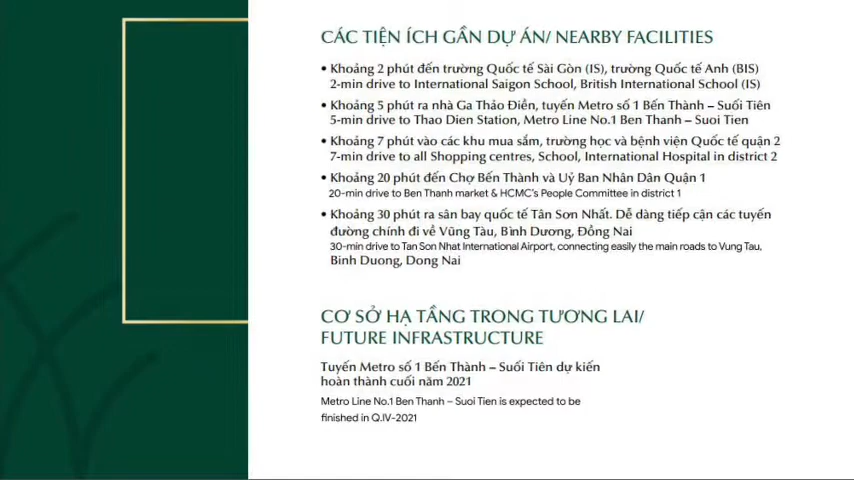 CÁC TIỆN ÍCH GẦN DỰ ÁN/ NEARBY FACILITIES
• Khoảng 2 phút đến trường Quốc tế Sài Gòn (IS), trường Quốc tế Anh (BIS)
2-min drive to International Saigon School, British International School (IS)
• Khoảng 5 phút ra nhà Ga Thảo Điền, tuyến Metro số 1 Bến Thành – Suối Tiên
5-min drive to Thao Dien Station, Metro Line No.1 Ben Thanh – Suoi Tien
• Khoảng 7 phút vào các khu mua sắm, trường học và bệnh viện Quốc tế quận 2
7-min drive to all Shopping centres, School, International Hospital in district 2
• Khoảng 20 phút đến Chợ Bến Thành và Uỷ Ban Nhân Dân Quận 1
20-min drive to Ben Thanh market & HCMC's People Committee in district 1
• Khoảng 30 phút ra sân bay quốc tế Tân Sơn Nhất. Dễ dàng tiếp cận các tuyến
đường chính đi về Vũng Tàu, Bình Dương, Đồng Nai
30-min drive to Tan Son Nhat International Airport, connecting easily the main roads to Vung Tau,
Binh Duong, Dong Nai
CƠ SỞ HẠ TẦNG TRONG TƯƠNG LAI/
FUTURE INFRASTRUCTURE
Tuyến Metro số 1 Bến Thành – Suối Tiên dự kiến
hoàn thành cuối năm 2021
Metro Line No.1 Ben Thanh – Suoi Tien is expected to be
finished in Q.IV-2021